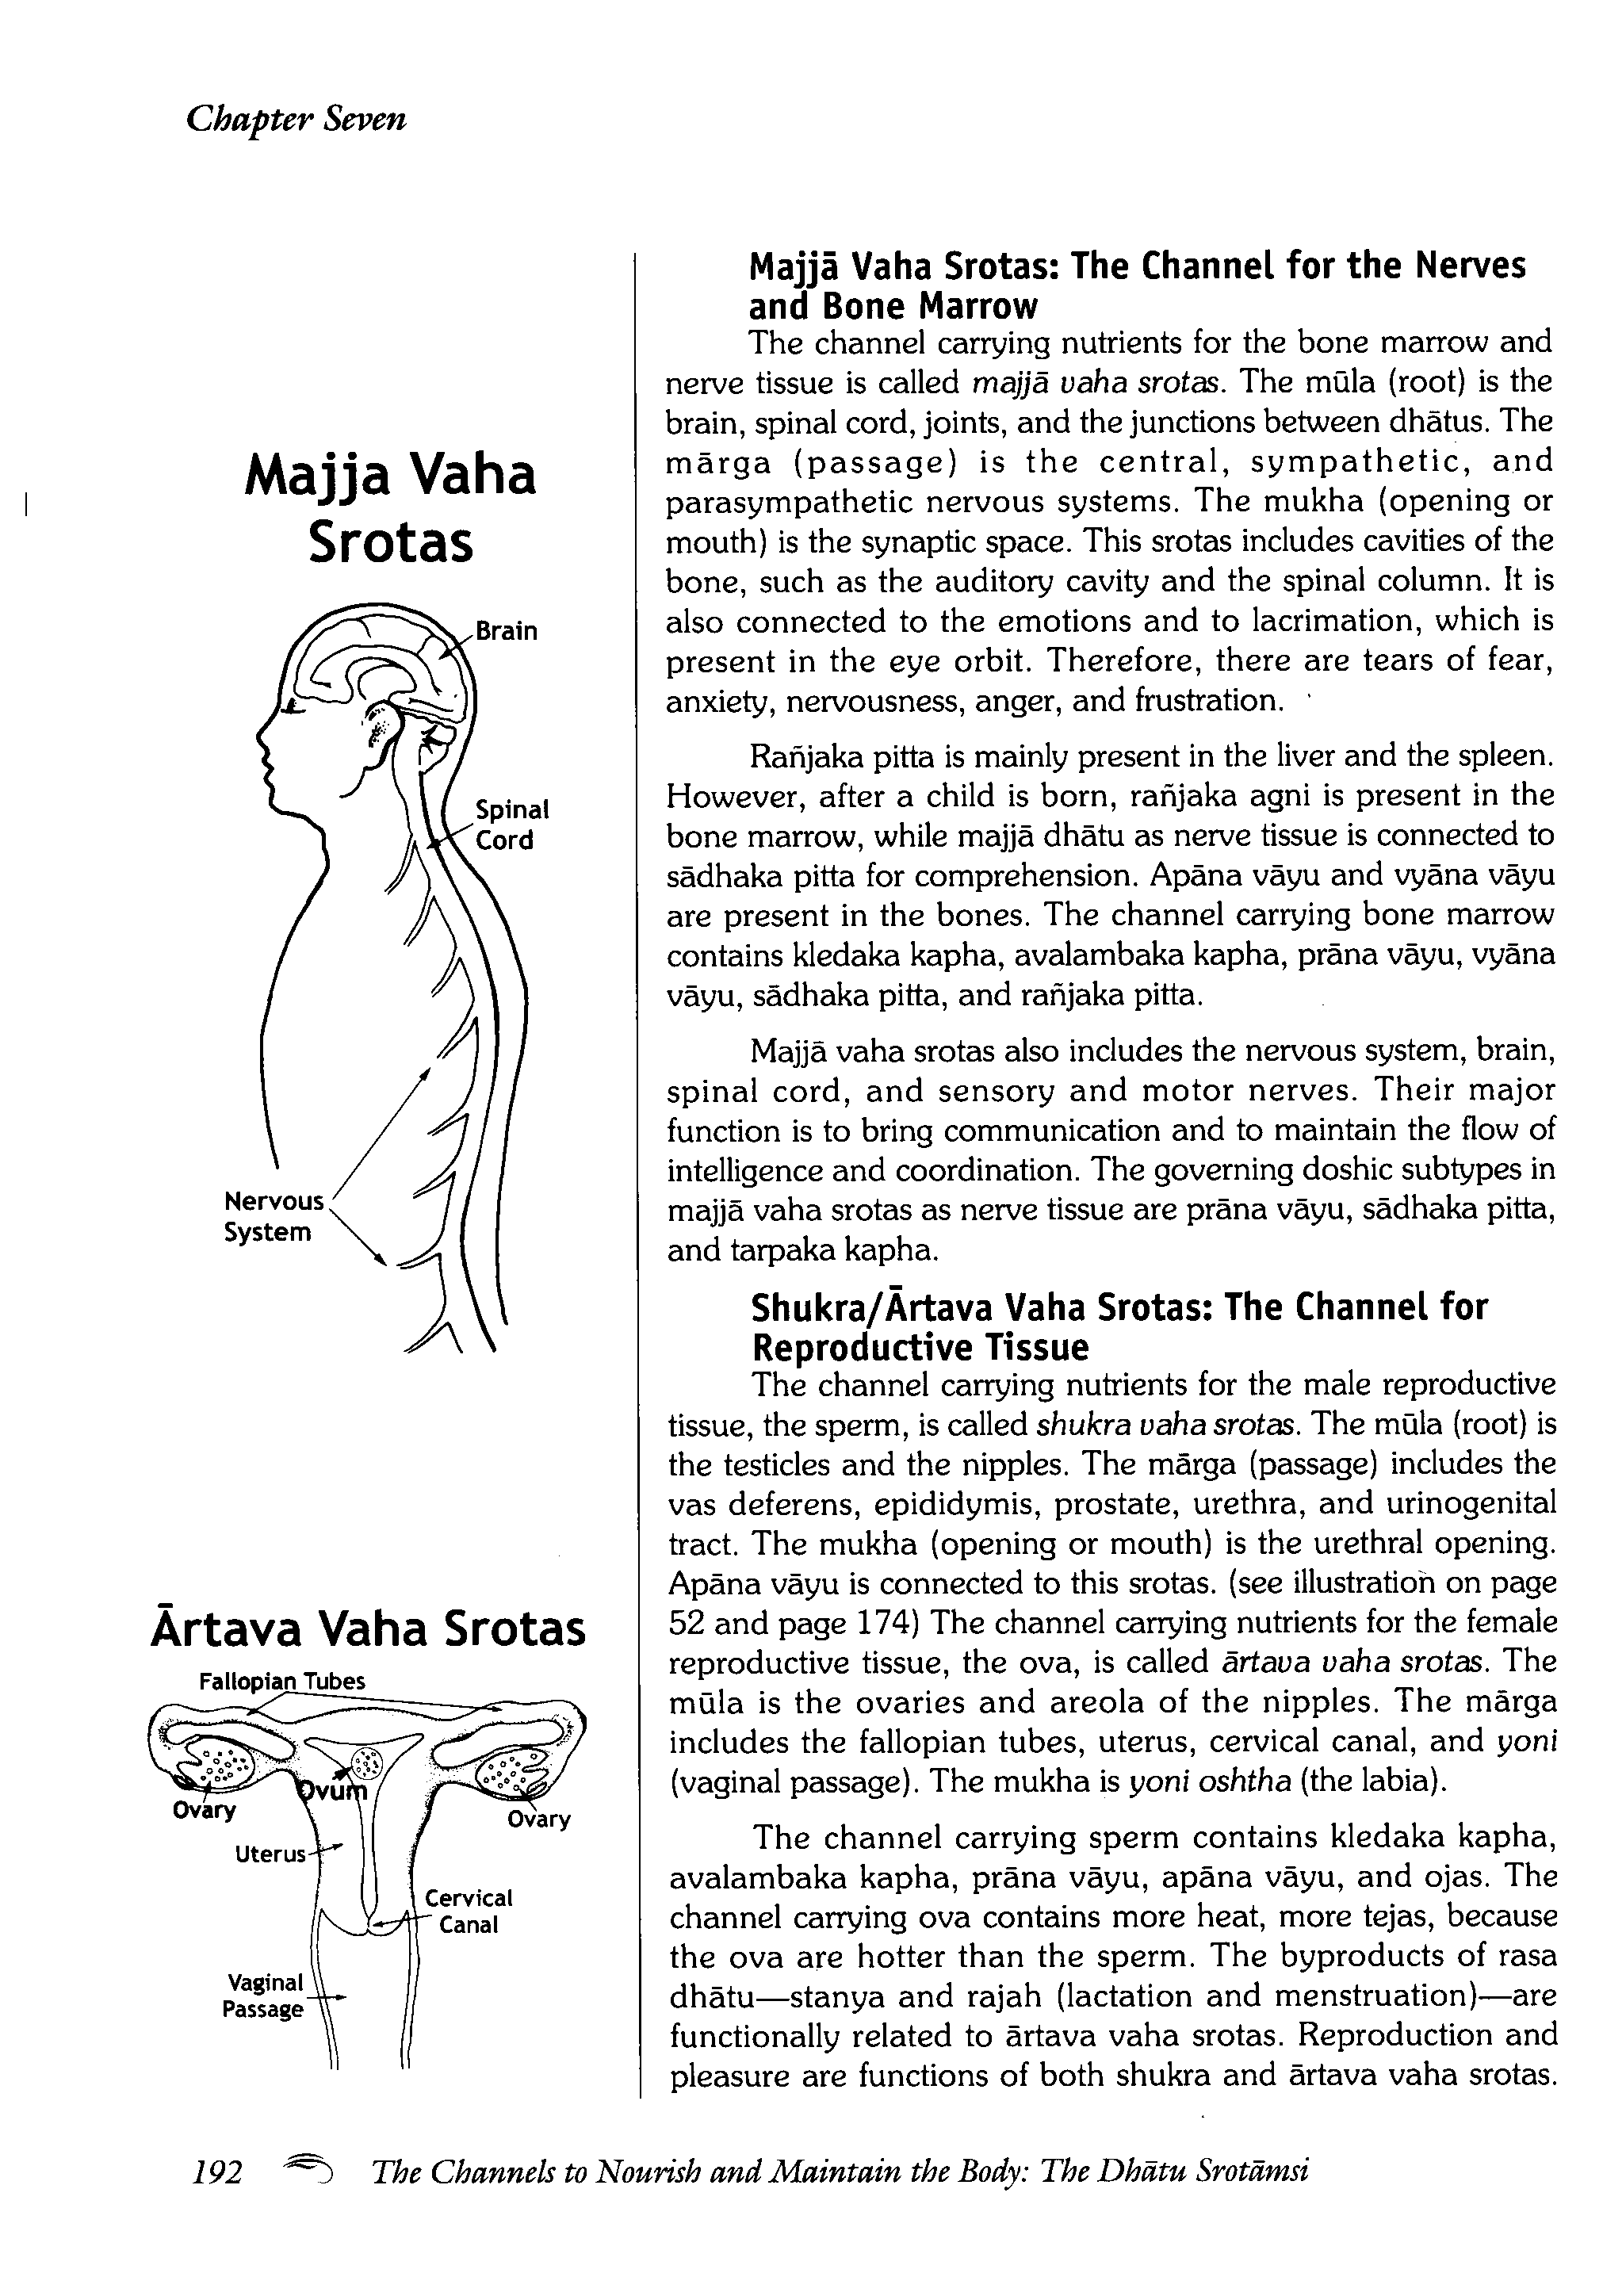 Chapter Seven
Majja Vaha
Srotas
Brain
Spinal
Cord
Nervous
System
Ārtava Vaha Srotas
Fallopian Tubes
Ovum
Ovary
Ovary
Uterus
Cervical
Canal
Vaginal
Passage
Majjā Vaha Srotas: The Channel for the Nerves
and Bone Marrow
The channel carrying nutrients for the bone marrow and
nerve tissue is called majjā vaha srotas. The mūla (root) is the
brain, spinal cord, joints, and the junctions between dhātus. The
mārga (passage) is the central, sympathetic, and
parasympathetic nervous systems. The mukha (opening or
mouth) is the synaptic space. This srotas includes cavities of the
bone, such as the auditory cavity and the spinal column. It is
also connected to the emotions and to lacrimation, which is
present in the eye orbit. Therefore, there are tears of fear,
anxiety, nervousness, anger, and frustration.
Rañjaka pitta is mainly present in the liver and the spleen.
However, after a child is born, rañjaka agni is present in the
bone marrow, while majjā dhātu as nerve tissue is connected to
sādhaka pitta for comprehension. Apāna vāyu and vyāna vāyu
are present in the bones. The channel carrying bone marrow
contains kledaka kapha, avalambaka kapha, prāna vāyu, vyāna
vāyu, sādhaka pitta, and rañjaka pitta.
Majjā vaha srotas also includes the nervous system, brain,
spinal cord, and sensory and motor nerves. Their major
function is to bring communication and to maintain the flow of
intelligence and coordination. The governing doshic subtypes in
majjā vaha srotas as nerve tissue are prāna vāyu, sādhaka pitta,
and tarpaka kapha.
Shukra/Ārtava Vaha Srotas: The Channel for
Reproductive Tissue
The channel carrying nutrients for the male reproductive
tissue, the sperm, is called shukra vaha srotas. The mūla (root) is
the testicles and the nipples. The mārga (passage) includes the
vas deferens, epididymis, prostate, urethra, and urinogenital
tract. The mukha (opening or mouth) is the urethral opening.
Apāna vāyu is connected to this srotas. (see illustration on page
52 and page 174) The channel carrying nutrients for the female
reproductive tissue, the ova, is called ārtava vaha srotas. The
mūla is the ovaries and areola of the nipples. The mārga
includes the fallopian tubes, uterus, cervical canal, and yoni
(vaginal passage). The mukha is yoni oshtha (the labia).
The channel carrying sperm contains kledaka kapha,
avalambaka kapha, prāna vāyu, apāna vāyu, and ojas. The
channel carrying ova contains more heat, more tejas, because
the ova are hotter than the sperm. The byproducts of rasa
dhātu—stanya and rajah (lactation and menstruation)—are
functionally related to ārtava vaha srotas. Reproduction and
pleasure are functions of both shukra and ārtava vaha srotas.
192 The Channels to Nourish and Maintain the Body: The Dhātu Srotāmsi